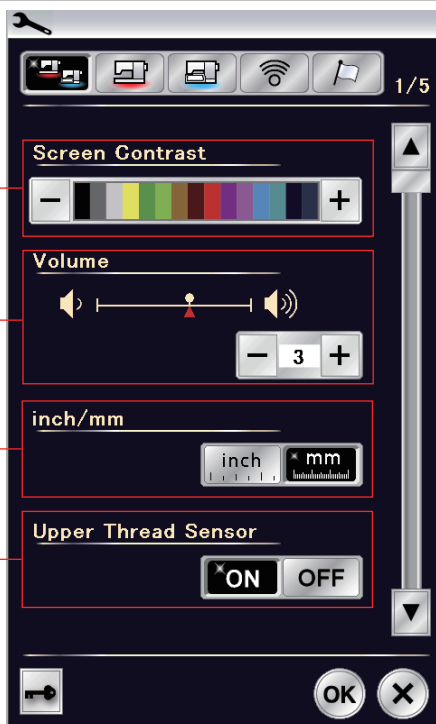 1/5
Screen Contrast
− +
Volume
− 3 +
inch/mm
inch mm
Upper Thread Sensor
ON OFF
OK